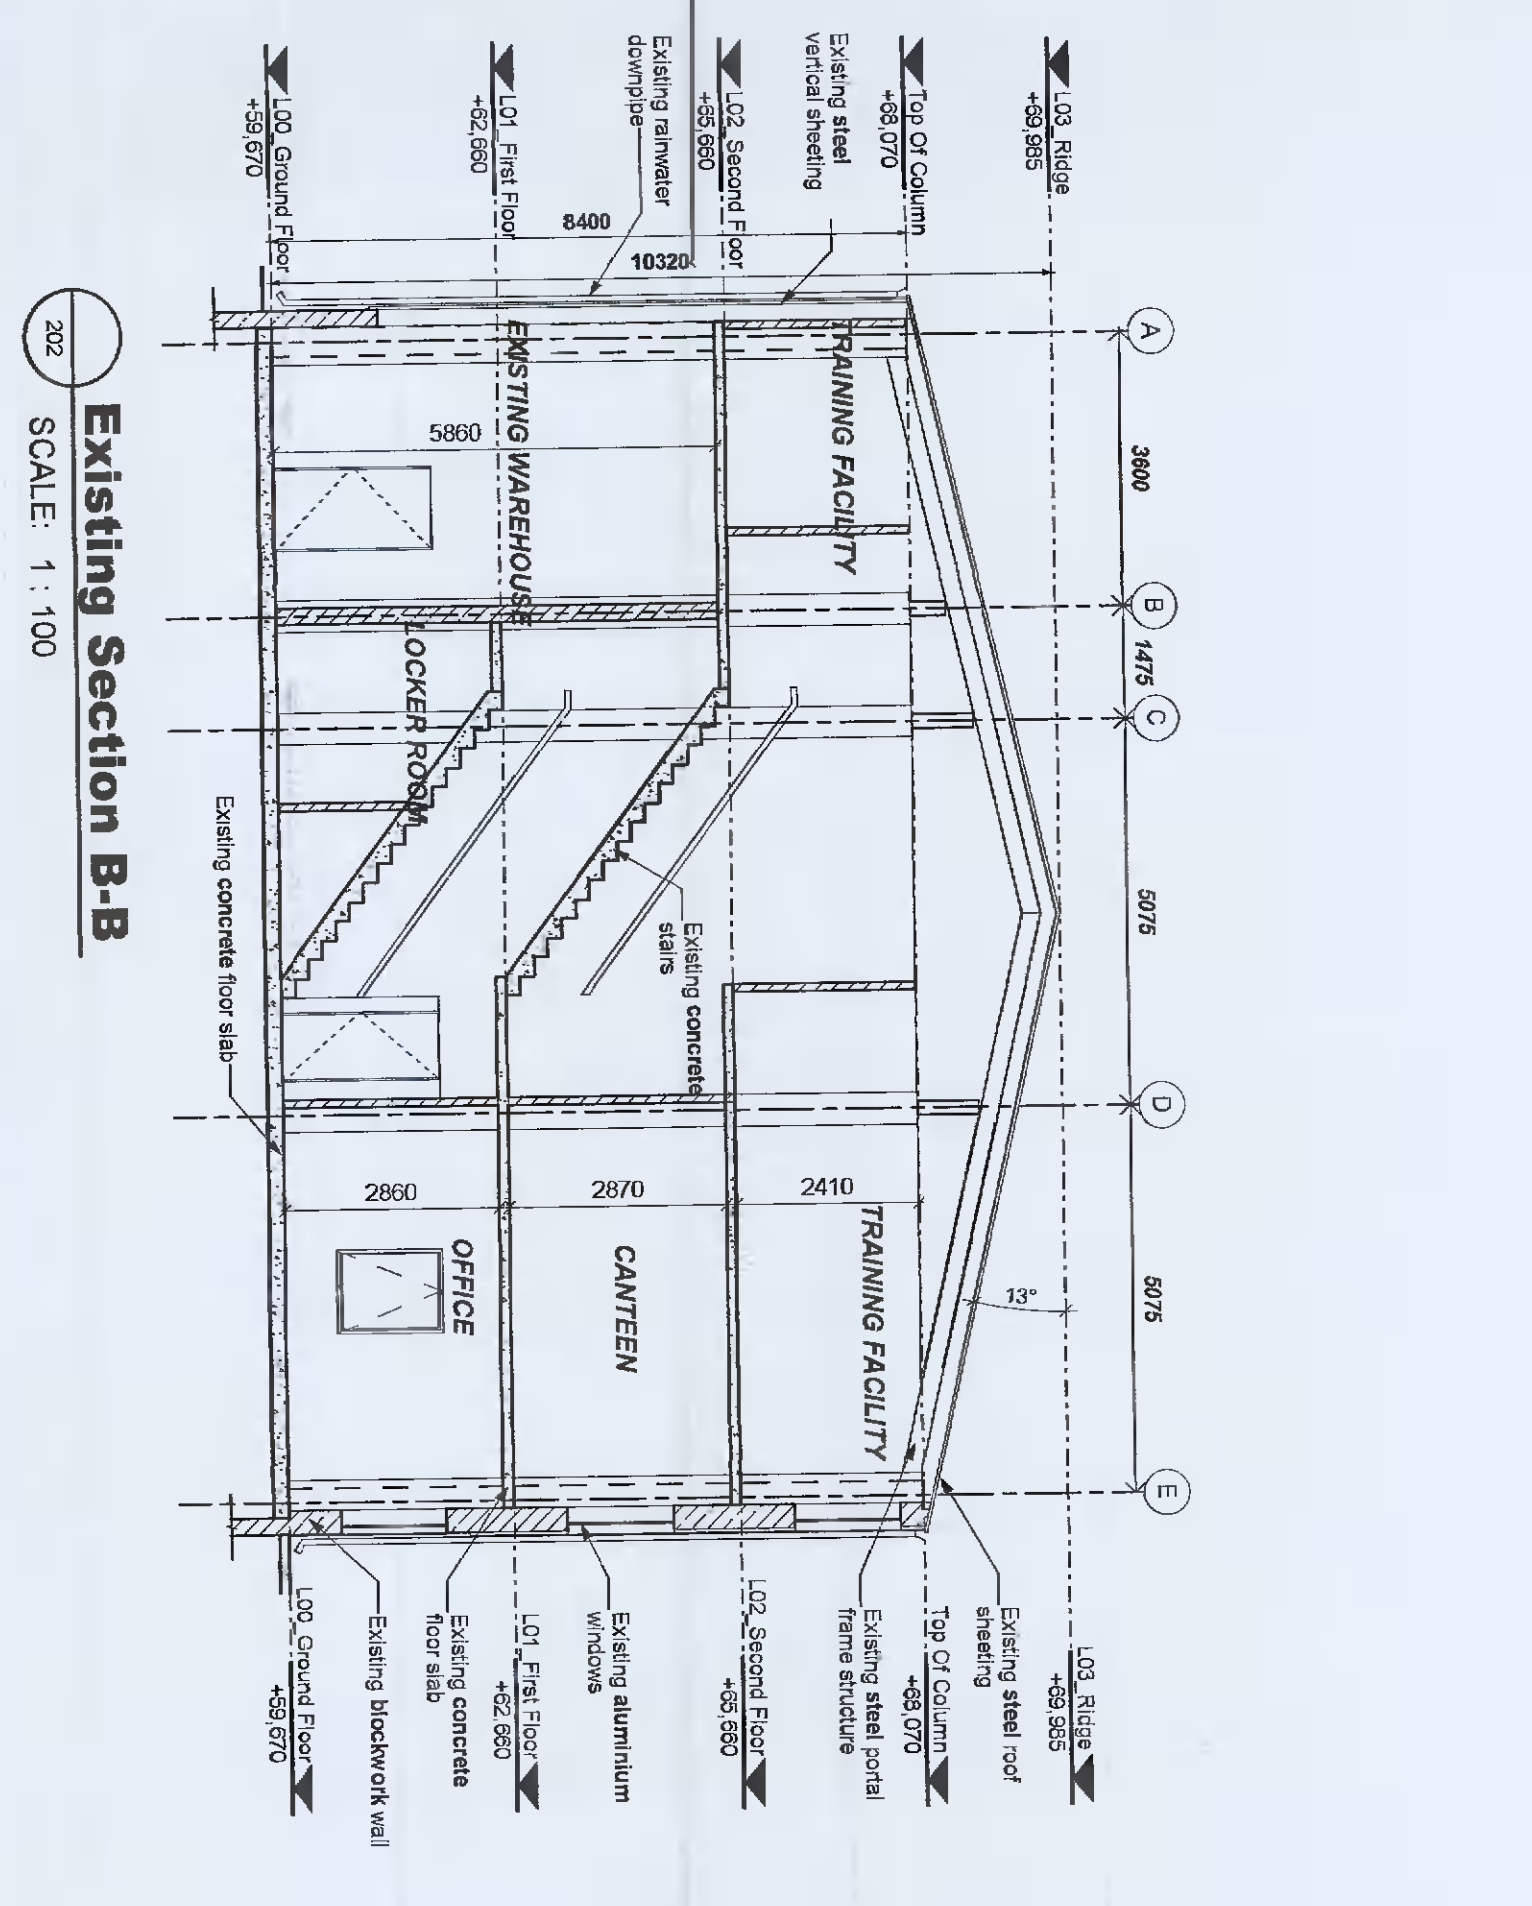 A
B
C
D
E
3600
1475
5075
5075
L03_Ridge
+69,985
Top Of Column
+68,070
L02_Second Floor
+65,660
L01_First Floor
+62,660
L00_Ground Floor
+59,670
Existing steel
vertical sheeting
Existing rainwater
downpipe
10320
8400
TRAINING FACILITY
EXISTING WAREHOUSE
5860
LOCKER ROOM
Existing concrete
stairs
13°
2410
2870
2860
TRAINING FACILITY
CANTEEN
OFFICE
L03_Ridge
+69,985
Existing steel roof
sheeting
Top Of Column
+68,070
Existing steel portal
frame structure
L02_Second Floor
+65,660
Existing aluminium
windows
L01_First Floor
+62,660
Existing concrete
floor slab
Existing blockwork wall
L00_Ground Floor
+59,670
Existing concrete floor slab
Existing Section B-B
202
SCALE: 1 : 100